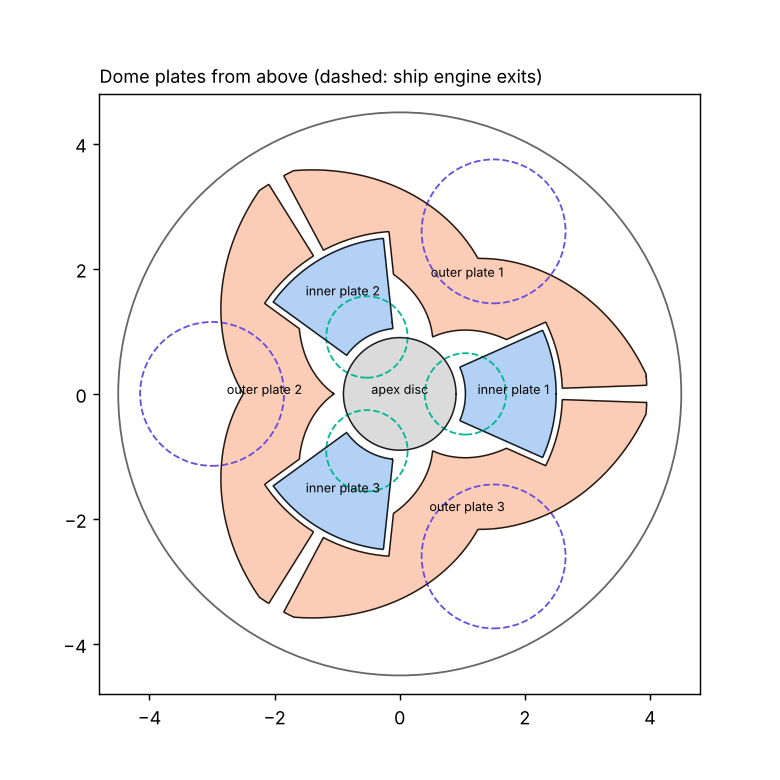 Dome plates from above (dashed: ship engine exits)
4
2
0
−2
−4
outer plate 1
inner plate 2
outer plate 2
apex disc
inner plate 1
inner plate 3
outer plate 3
−4
−2
0
2
4